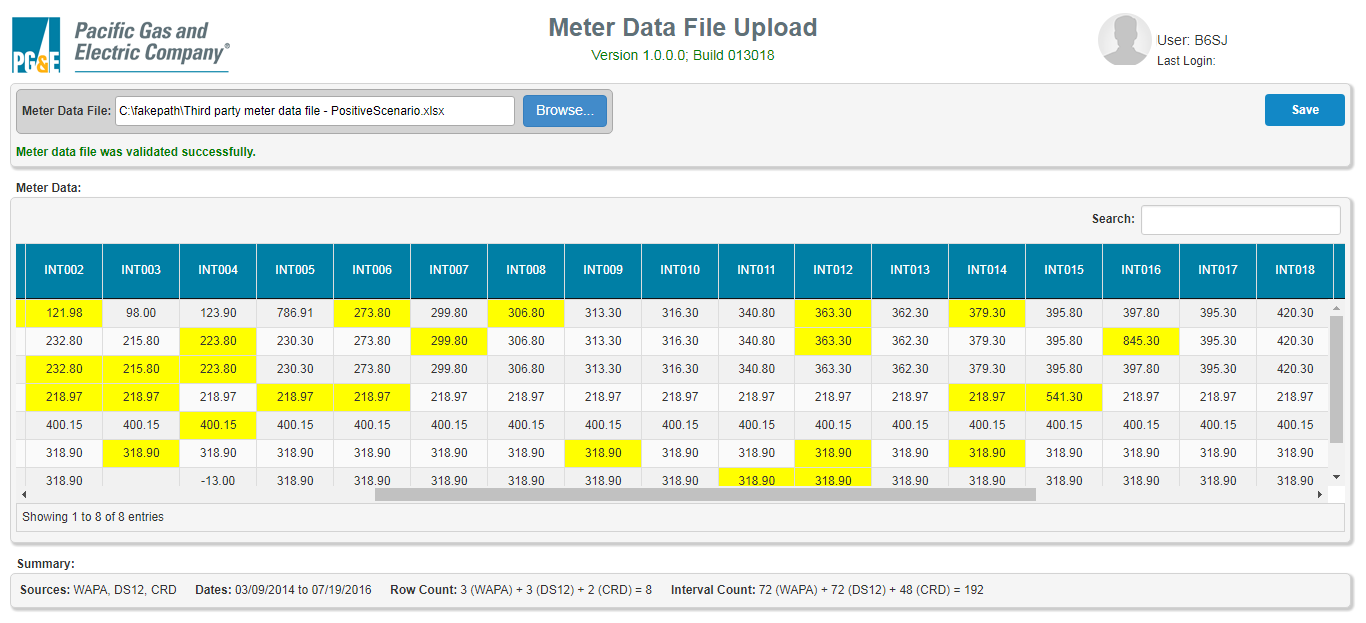 PG&E
Pacific Gas and
Electric Company®
Meter Data File Upload
Version 1.0.0.0; Build 013018
User: B6SJ
Last Login:
Meter Data File: C:\fakepath\Third party meter data file - PositiveScenario.xlsx Browse... Save
Meter data file was validated successfully.
Meter Data:
Search:
INT002 INT003 INT004 INT005 INT006 INT007 INT008 INT009 INT010 INT011 INT012 INT013 INT014 INT015 INT016 INT017 INT018
121.98 98.00 123.90 786.91 273.80 299.80 306.80 313.30 316.30 340.80 363.30 362.30 379.30 395.80 397.80 395.30 420.30
232.80 215.80 223.80 230.30 273.80 299.80 306.80 313.30 316.30 340.80 363.30 362.30 379.30 395.80 845.30 395.30 420.30
232.80 215.80 223.80 230.30 273.80 299.80 306.80 313.30 316.30 340.80 363.30 362.30 379.30 395.80 397.80 395.30 420.30
218.97 218.97 218.97 218.97 218.97 218.97 218.97 218.97 218.97 218.97 218.97 218.97 218.97 541.30 218.97 218.97 218.97
400.15 400.15 400.15 400.15 400.15 400.15 400.15 400.15 400.15 400.15 400.15 400.15 400.15 400.15 400.15 400.15 400.15
318.90 318.90 318.90 318.90 318.90 318.90 318.90 318.90 318.90 318.90 318.90 318.90 318.90 318.90 318.90 318.90 318.90
318.90 -13.00 318.90 318.90 318.90 318.90 318.90 318.90 318.90 318.90 318.90 318.90 318.90 318.90 318.90 318.90
Showing 1 to 8 of 8 entries
Summary:
Sources: WAPA, DS12, CRD Dates: 03/09/2014 to 07/19/2016 Row Count: 3 (WAPA) + 3 (DS12) + 2 (CRD) = 8 Interval Count: 72 (WAPA) + 72 (DS12) + 48 (CRD) = 192